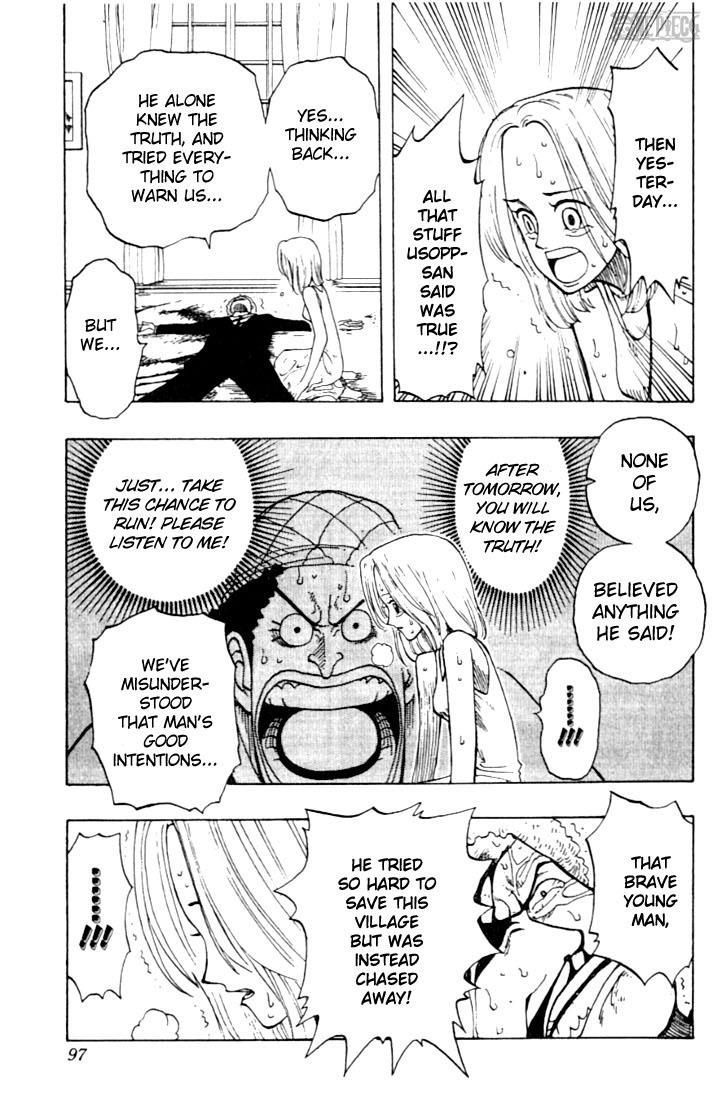 THEN
YES-
TER-
DAY...
ALL
THAT
STUFF
USOPP-
SAN
SAID
WAS
TRUE
...!!?
YES...
THINKING
BACK...
HE ALONE
KNEW THE
TRUTH, AND
TRIED EVERY-
THING TO
WARN US...
BUT
WE...
NONE
OF
US,
BELIEVED
ANYTHING
HE SAID!
AFTER
TOMORROW,
YOU WILL
KNOW THE
TRUTH!
JUST... TAKE
THIS CHANCE TO
RUN! PLEASE
LISTEN TO ME!
........!!!
WE'VE
MISUNDER-
STOOD
THAT MAN'S
GOOD
INTENTIONS...
THAT
BRAVE
YOUNG
MAN,
HE TRIED
SO HARD TO
SAVE THIS
VILLAGE
BUT WAS
INSTEAD
CHASED
AWAY!
........!!!
97